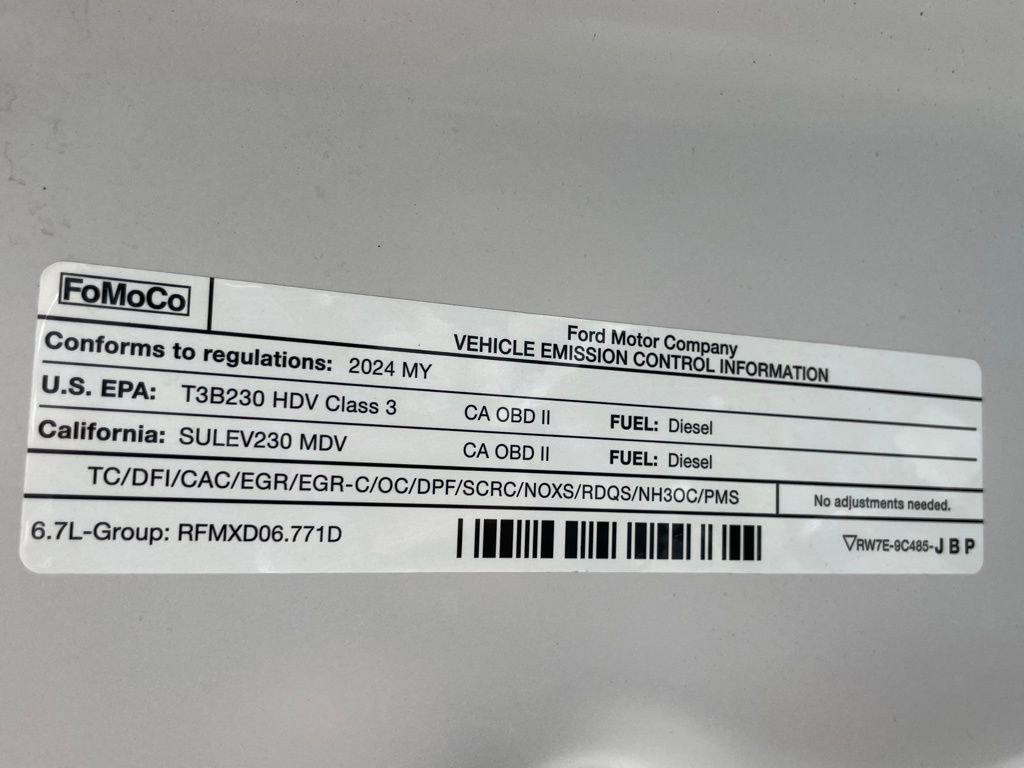 FoMoCo
Ford Motor Company
VEHICLE EMISSION CONTROL INFORMATION
Conforms to regulations: 2024 MY
U.S. EPA: T3B230 HDV Class 3 CA OBD II FUEL: Diesel
California: SULEV230 MDV CA OBD II FUEL: Diesel
TC/DFI/CAC/EGR/EGR-C/OC/DPF/SCRC/NOXS/RDQS/NH3OC/PMS No adjustments needed.
6.7L-Group: RFMXD06.771D ▽RW7E-9C485-J B P